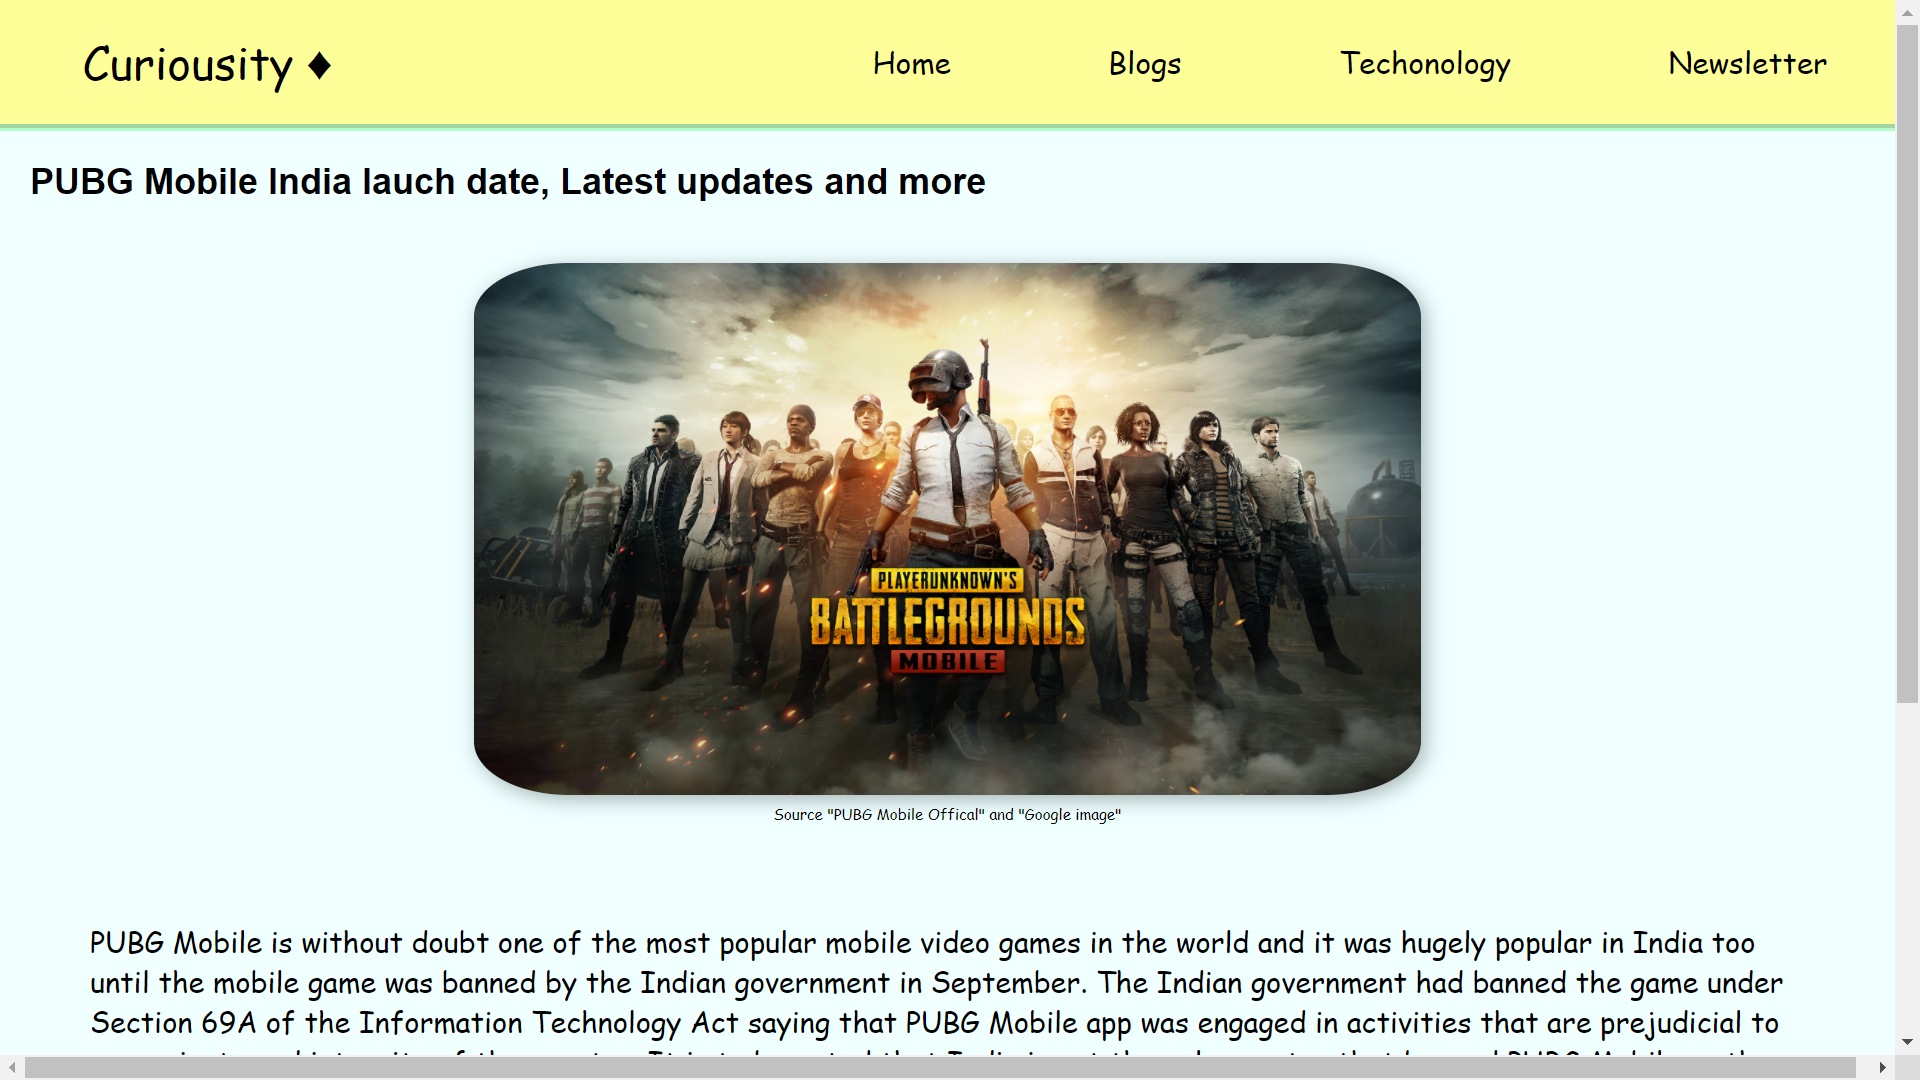 Curiousity ♦
Home
Blogs
Techonology
Newsletter
PUBG Mobile India lauch date, Latest updates and more
PLAYERUNKNOWN'S
BATTLEGROUNDS
MOBILE
Source "PUBG Mobile Offical" and "Google image"
PUBG Mobile is without doubt one of the most popular mobile video games in the world and it was hugely popular in India too
until the mobile game was banned by the Indian government in September. The Indian government had banned the game under
Section 69A of the Information Technology Act saying that PUBG Mobile app was engaged in activities that are prejudicial to